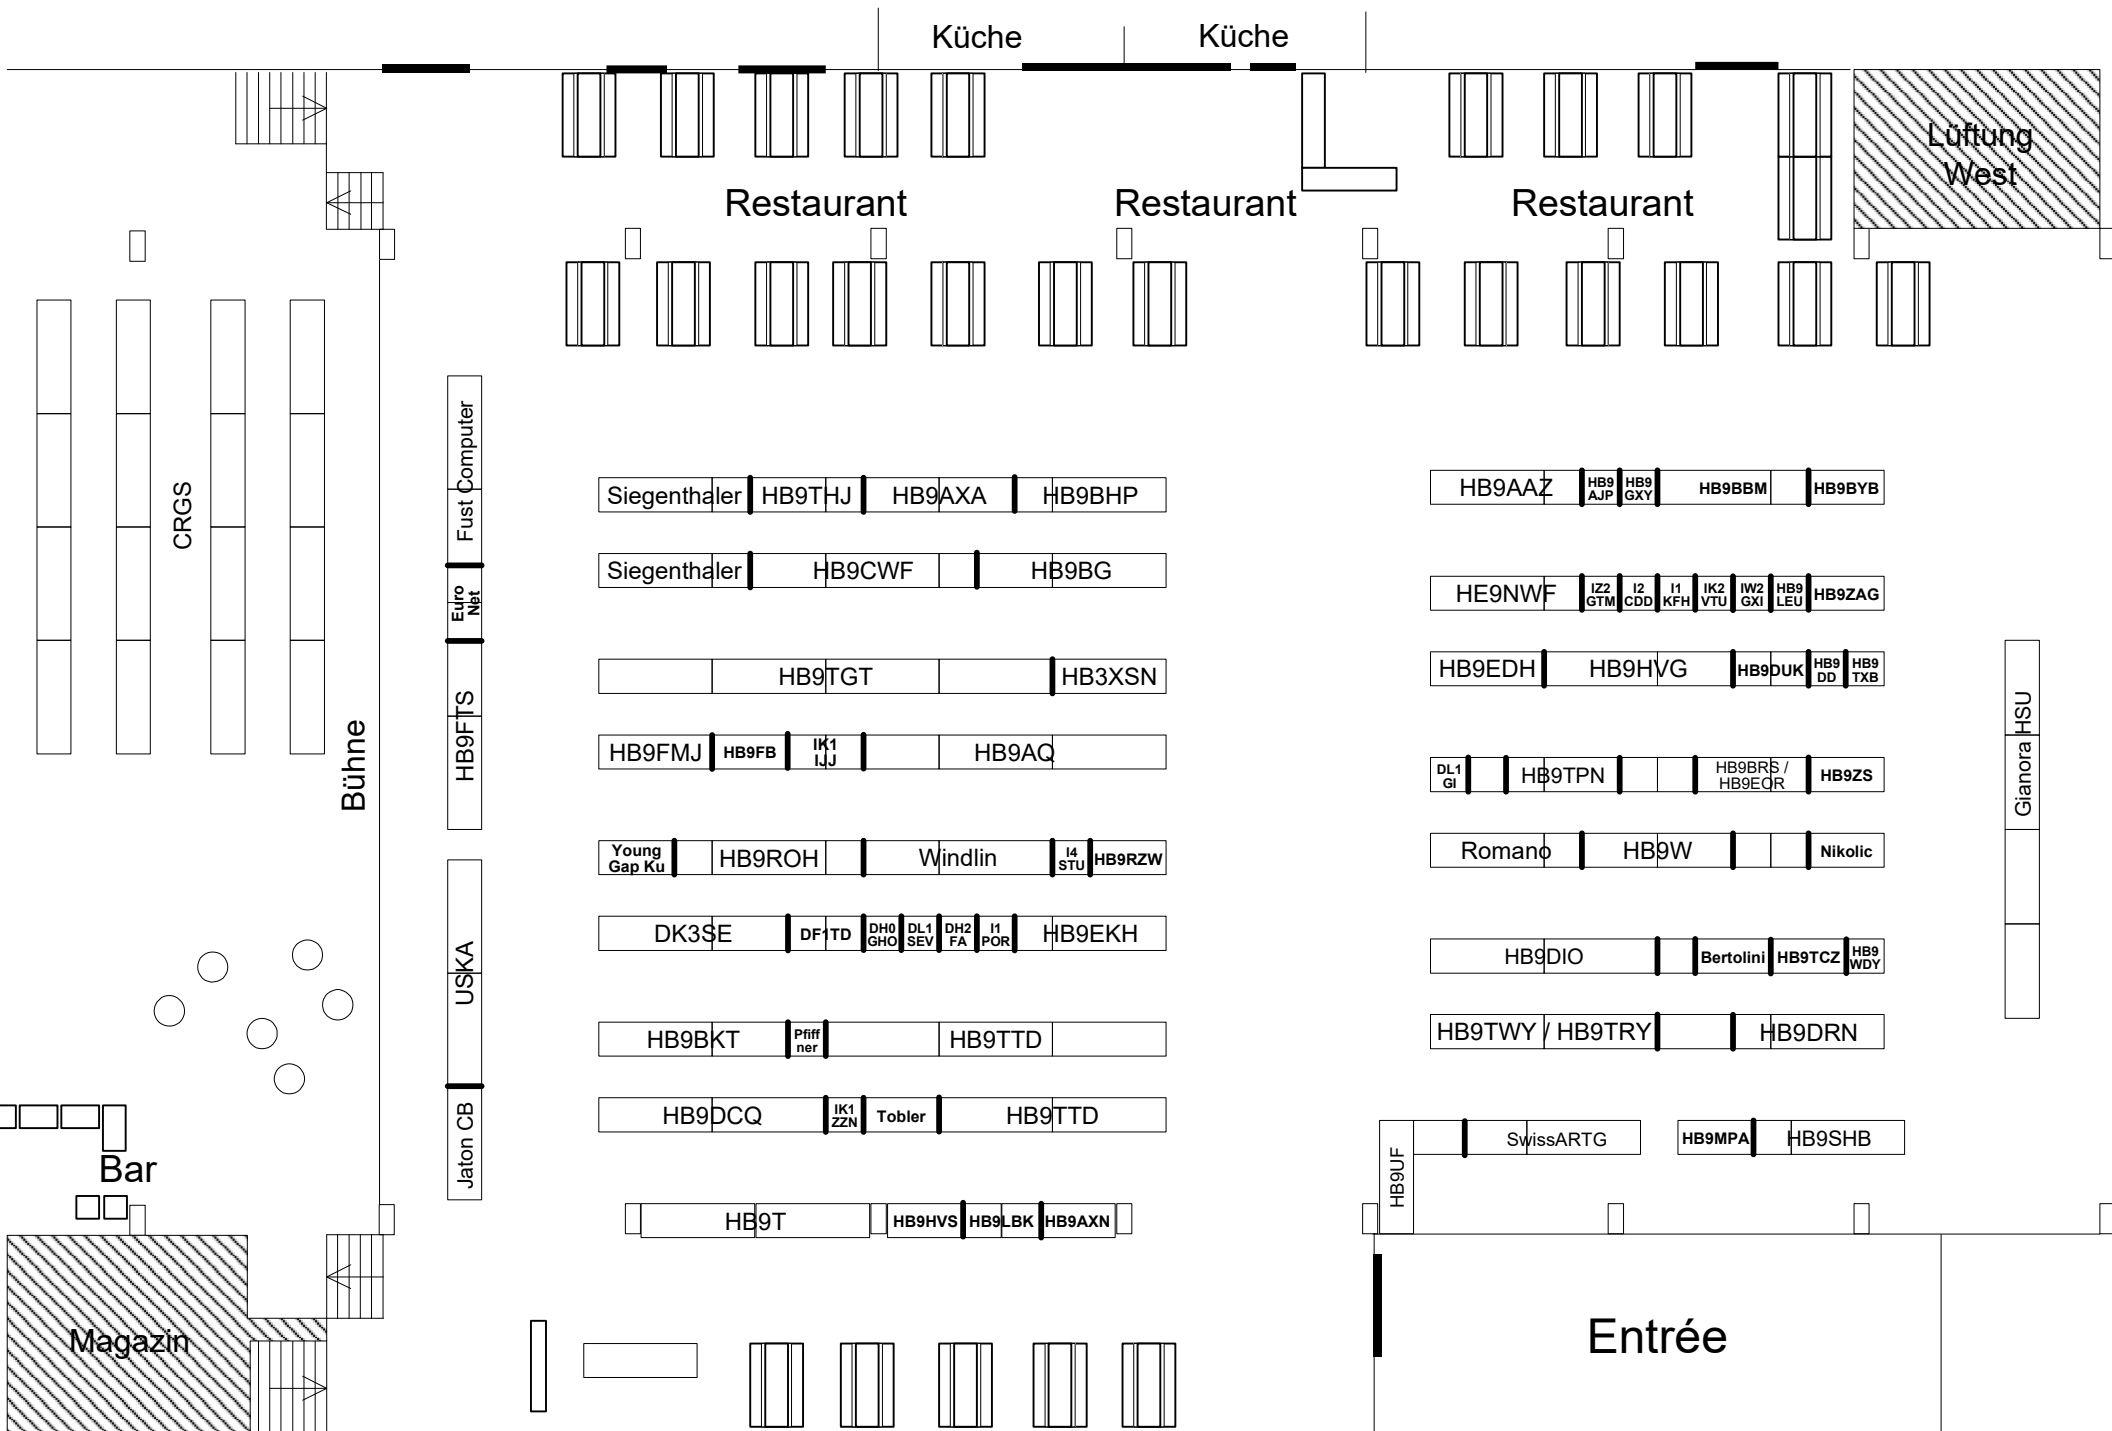 Küche
Küche
Lüftung
West
Restaurant
Restaurant
Restaurant
CRGS
Bühne
Fust Computer
Euro
Net
HB9FTS
USKA
Jaton CB
Siegenthaler
HB9THJ
HB9AXA
HB9BHP
Siegenthaler
HB9CWF
HB9BG
HB9TGT
HB3XSN
HB9FMJ
HB9FB
IK1
IJJ
HB9AQ
Young
Gap Ku
HB9ROH
Windlin
I4
STU
HB9RZW
DK3SE
DF1TD
DH0
GHO
DL1
SEV
DH2
FA
I1
POR
HB9EKH
HB9BKT
Pfiff
ner
HB9TTD
HB9DCQ
IK1
ZZN
Tobler
HB9TTD
HB9T
HB9HVS
HB9LBK
HB9AXN
HB9AAZ
HB9
AJP
HB9
GXY
HB9BBM
HB9BYB
HE9NWF
IZ2
GTM
I2
CDD
I1
KFH
IK2
VTU
IW2
GXI
HB9
LEU
HB9ZAG
HB9EDH
HB9HVG
HB9DUK
HB9
DD
HB9
TXB
DL1
GI
HB9TPN
HB9BRS /
HB9EOR
HB9ZS
Romano
HB9W
Nikolic
HB9DIO
Bertolini
HB9TCZ
HB9
WDY
HB9TWY / HB9TRY
HB9DRN
HB9UF
SwissARTG
HB9MPA
HB9SHB
Gianora HSU
Bar
Magazin
Entrée